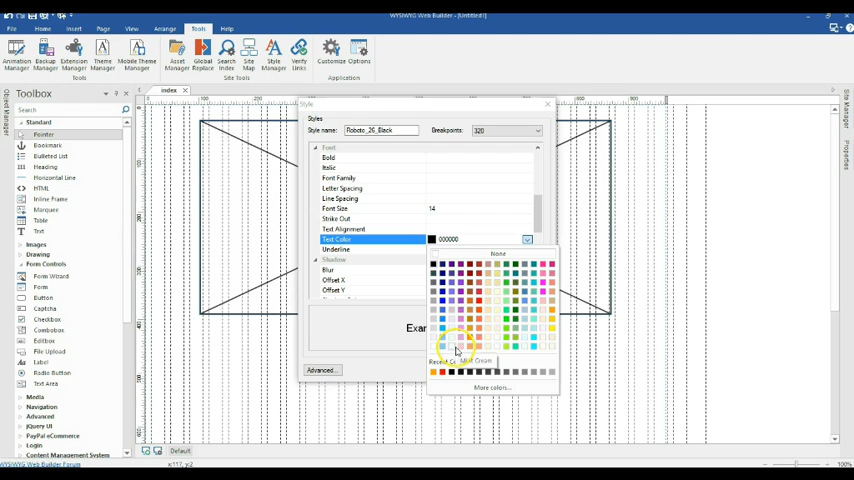 WYSIWYG Web Builder - [Untitled1]
File Home Insert Page View Arrange Tools Help
Animation Manager Backup Manager Extension Manager Theme Manager Mobile Theme Manager Asset Manager Global Replace Search Index Site Map Style Manager Verify Links Customize Options
Tools Site Tools Application
Toolbox
index
Search
Object Manager
Site Manager
Properties
Standard
Pointer
Bookmark
Bulleted List
Heading
Horizontal Line
HTML
Inline Frame
Marquee
Table
Text
Images
Drawing
Form Controls
Form Wizard
Form
Button
Captcha
Checkbox
Combobox
Editbox
File Upload
Label
Radio Button
Text Area
Media
Navigation
Advanced
jQuery UI
PayPal eCommerce
Login
Content Management System
Style
Styles
Style name: Roboto_26_Black Breakpoints: 320
Font
Bold
Italic
Font Family
Letter Spacing
Line Spacing
Font Size 14
Strike Out
Text Alignment
Text Color 000000
Underline
Shadow
Blur
Offset X
Offset Y
None
Exam
Mint Cream
More colors...
Advanced...
Default
WYSIWYG Web Builder Forum x:117, y:2 100%